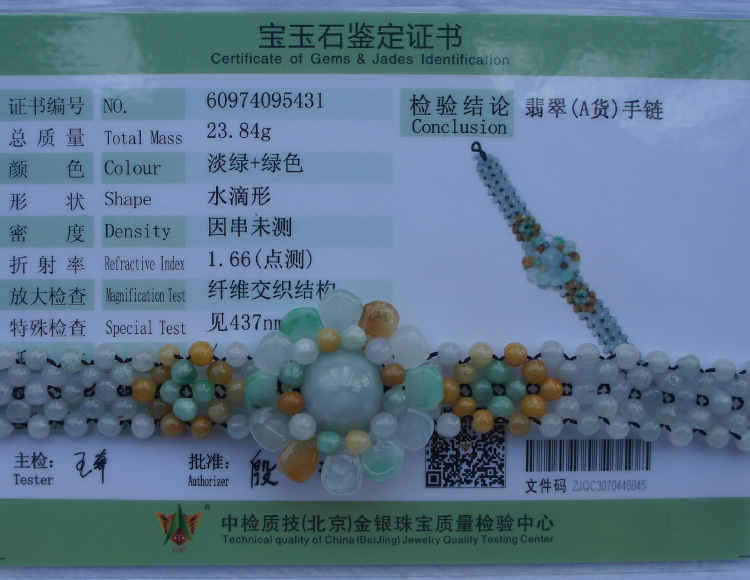 宝玉石鉴定证书
Certificate of Gems & Jades Identification
证书编号 NO. 60974095431
总质量 Total Mass 23.84g
颜色 Colour 淡绿+绿色
形状 Shape 水滴形
密度 Density 因串未测
折射率 Refractive Index 1.66(点测)
放大检查 Magnification Test 纤维交织结构
特殊检查 Special Test 见437nm
检验结论 翡翠(A货)手链
Conclusion
主检: 王
Tester
批准: 殷
Authorizer
文件码 ZJQC3070446845
CQT
中检质技(北京)金银珠宝质量检验中心
Technical quality of China (BeiJing) Jewelry Quality Testing Center